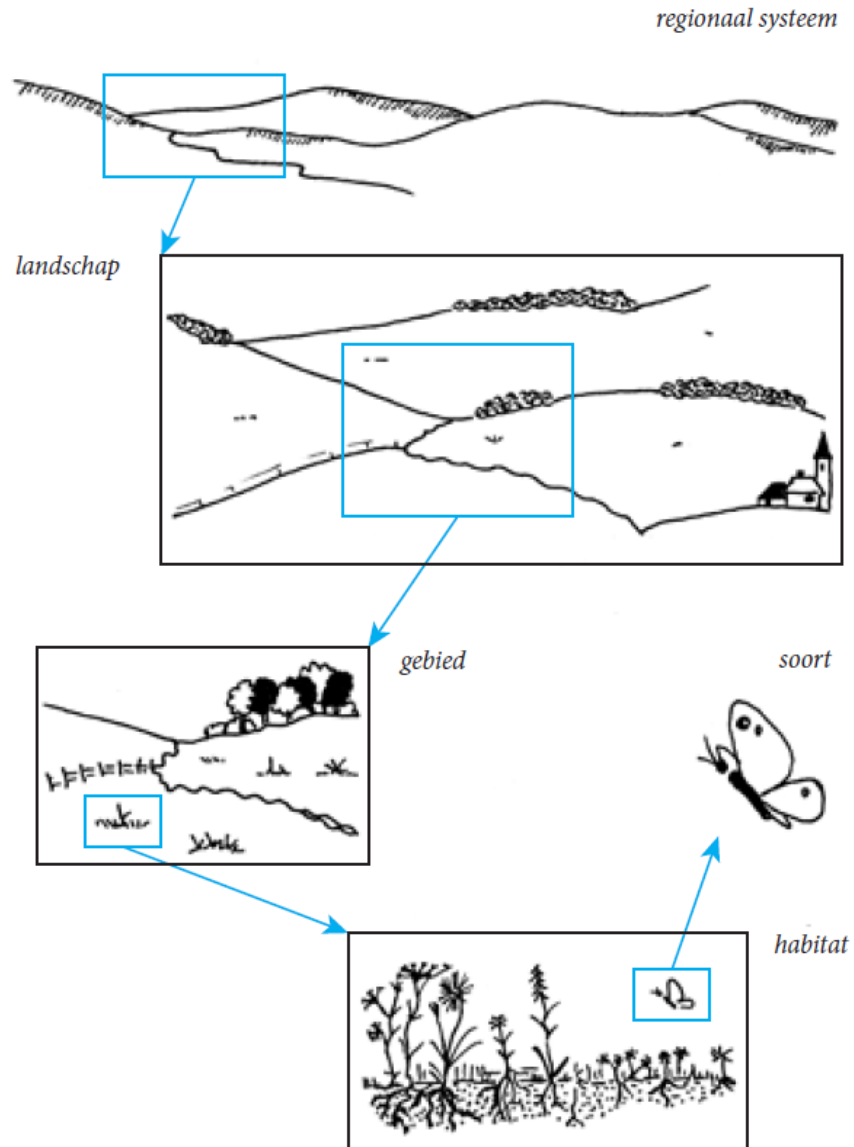 regionaal systeem
landschap
gebied
soort
habitat